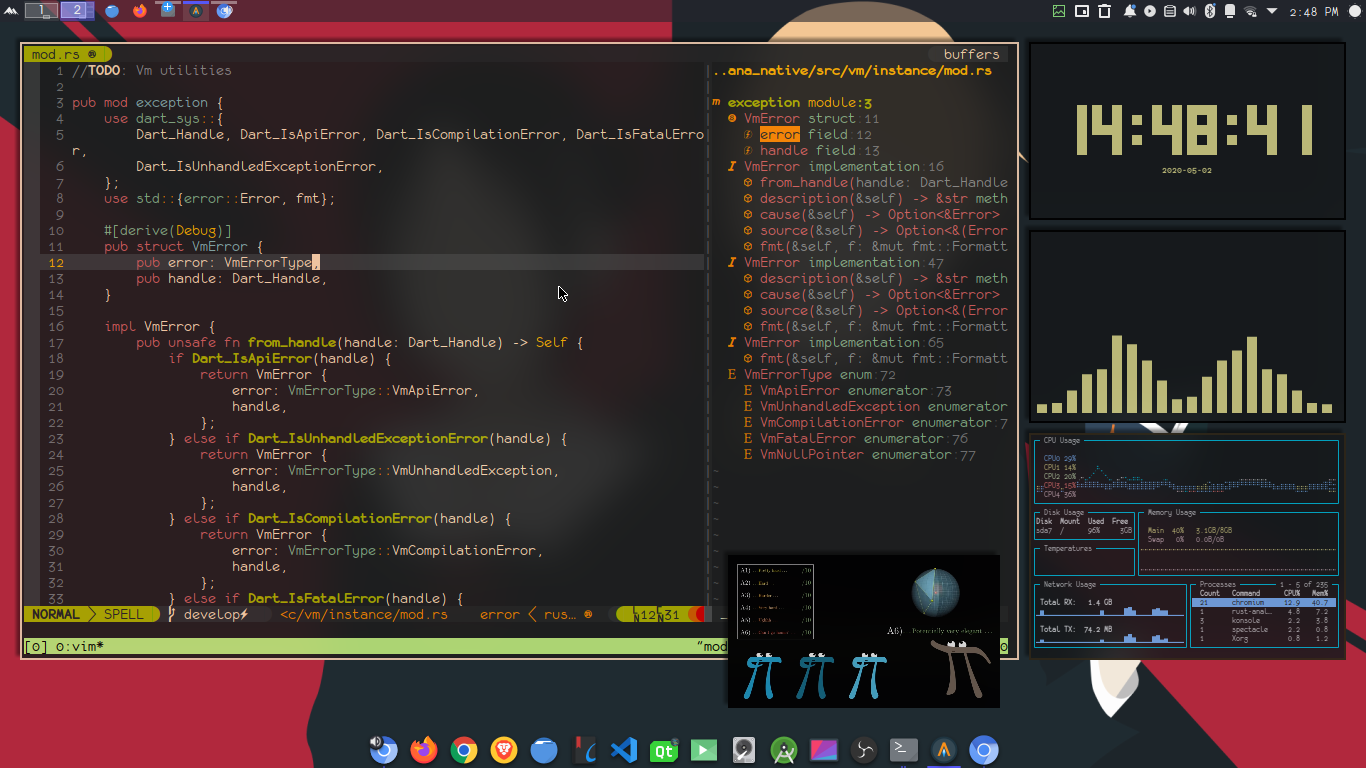 1 2
2:48 PM
mod.rs
buffers
1 //TODO: Vm utilities
2
3 pub mod exception {
4 use dart_sys::{
5 Dart_Handle, Dart_IsApiError, Dart_IsCompilationError, Dart_IsFatalErro
r,
6 Dart_IsUnhandledExceptionError,
7 };
8 use std::{error::Error, fmt};
9
10 #[derive(Debug)]
11 pub struct VmError {
12 pub error: VmErrorType,
13 pub handle: Dart_Handle,
14 }
15
16 impl VmError {
17 pub unsafe fn from_handle(handle: Dart_Handle) -> Self {
18 if Dart_IsApiError(handle) {
19 return VmError {
20 error: VmErrorType::VmApiError,
21 handle,
22 };
23 } else if Dart_IsUnhandledExceptionError(handle) {
24 return VmError {
25 error: VmErrorType::VmUnhandledException,
26 handle,
27 };
28 } else if Dart_IsCompilationError(handle) {
29 return VmError {
30 error: VmErrorType::VmCompilationError,
31 handle,
32 };
33 } else if Dart_IsFatalError(handle) {
NORMAL SPELL develop <c/vm/instance/mod.rs error < rus… 12 31
[0] 0:vim* "mod
..ana_native/src/vm/instance/mod.rs
m exception module:3
VmError struct:11
f error field:12
f handle field:13
I VmError implementation:16
from_handle(handle: Dart_Handle
description(&self) -> &str meth
cause(&self) -> Option<&Error>
source(&self) -> Option<&(Error
fmt(&self, f: &mut fmt::Formatt
I VmError implementation:47
description(&self) -> &str meth
cause(&self) -> Option<&Error>
source(&self) -> Option<&(Error
fmt(&self, f: &mut fmt::Formatt
I VmError implementation:65
fmt(&self, f: &mut fmt::Formatt
E VmErrorType enum:72
E VmApiError enumerator:73
E VmUnhandledException enumerator
E VmCompilationError enumerator:7
E VmFatalError enumerator:76
E VmNullPointer enumerator:77
14:48:41
2020-05-02
CPU Usage
CPU0 29%
CPU1 14%
CPU2 20%
CPU3 15%
CPU4 36%
Disk Usage
Disk Mount Used Free
sda7 / 96% 3GB
Temperatures
Memory Usage
Main 40% 3.1GB/8GB
Swap 0% 0.0B/0B
Network Usage
Total RX: 1.4 GB
Total TX: 74.2 MB
Processes 1 - 5 of 235
Count Command CPU% Mem%
21 chromium 12.9 40.7
1 rust-anal… 4.8 7.2
3 konsole 2.2 3.8
1 spectacle 2.2 0.8
1 Xorg 0.8 1.2
A1) /10
A2) /10
A3) /10
A4) /10
A5) /10
A6) /10
A6) Potentially very elegant …
Qt